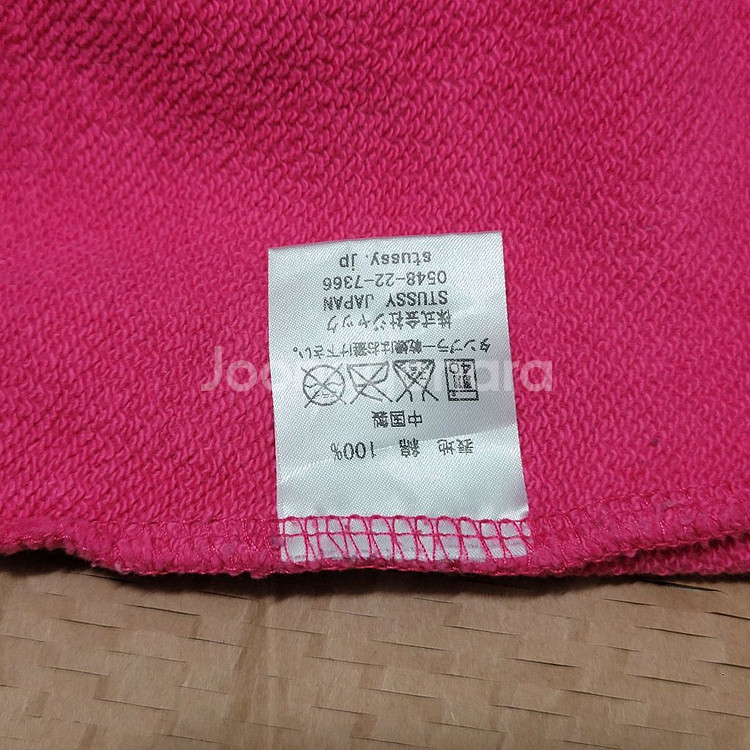 表地　綿　100%
中国製
40
タンブラー乾燥はお避け下さい。
株式会社ジャック
STUSSY JAPAN
0548-22-7366
stussy.jp